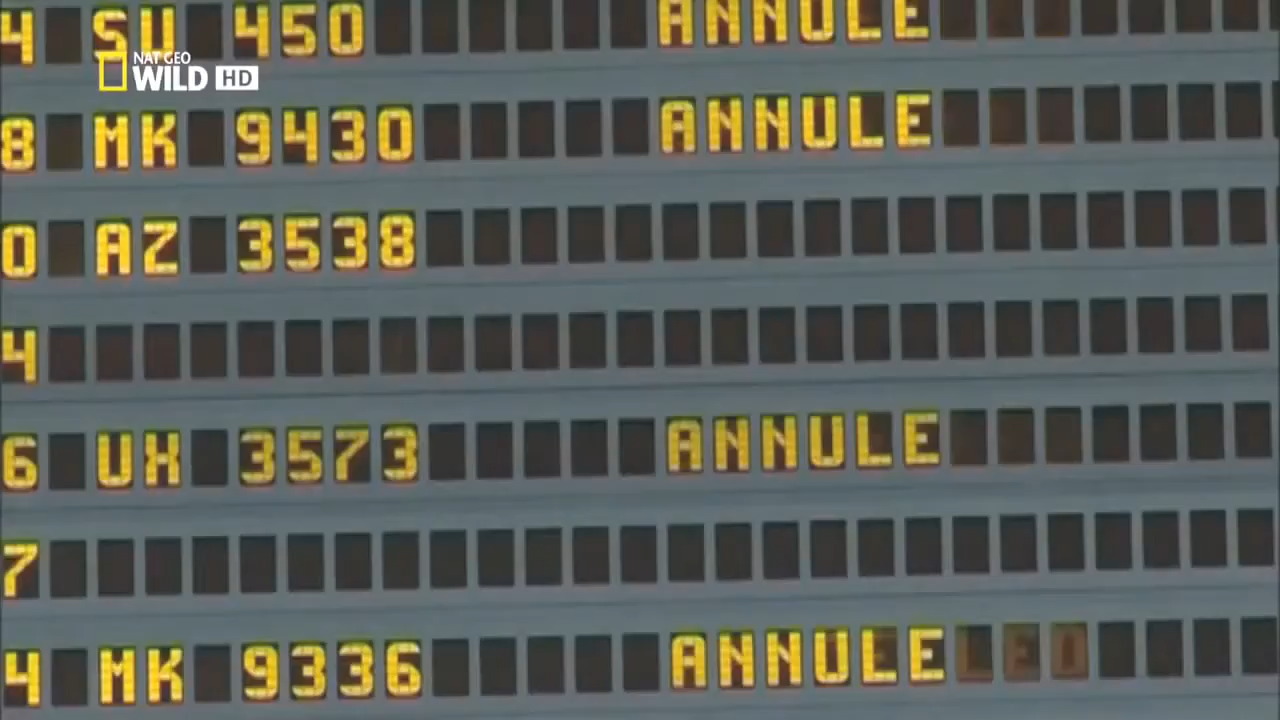 4 SU 450 ANNULE
NAT GEO
WILD HD
8 MK 9430 ANNULE
0 AZ 3538
4
6 UX 3573 ANNULE
7
4 MK 9336 ANNULE